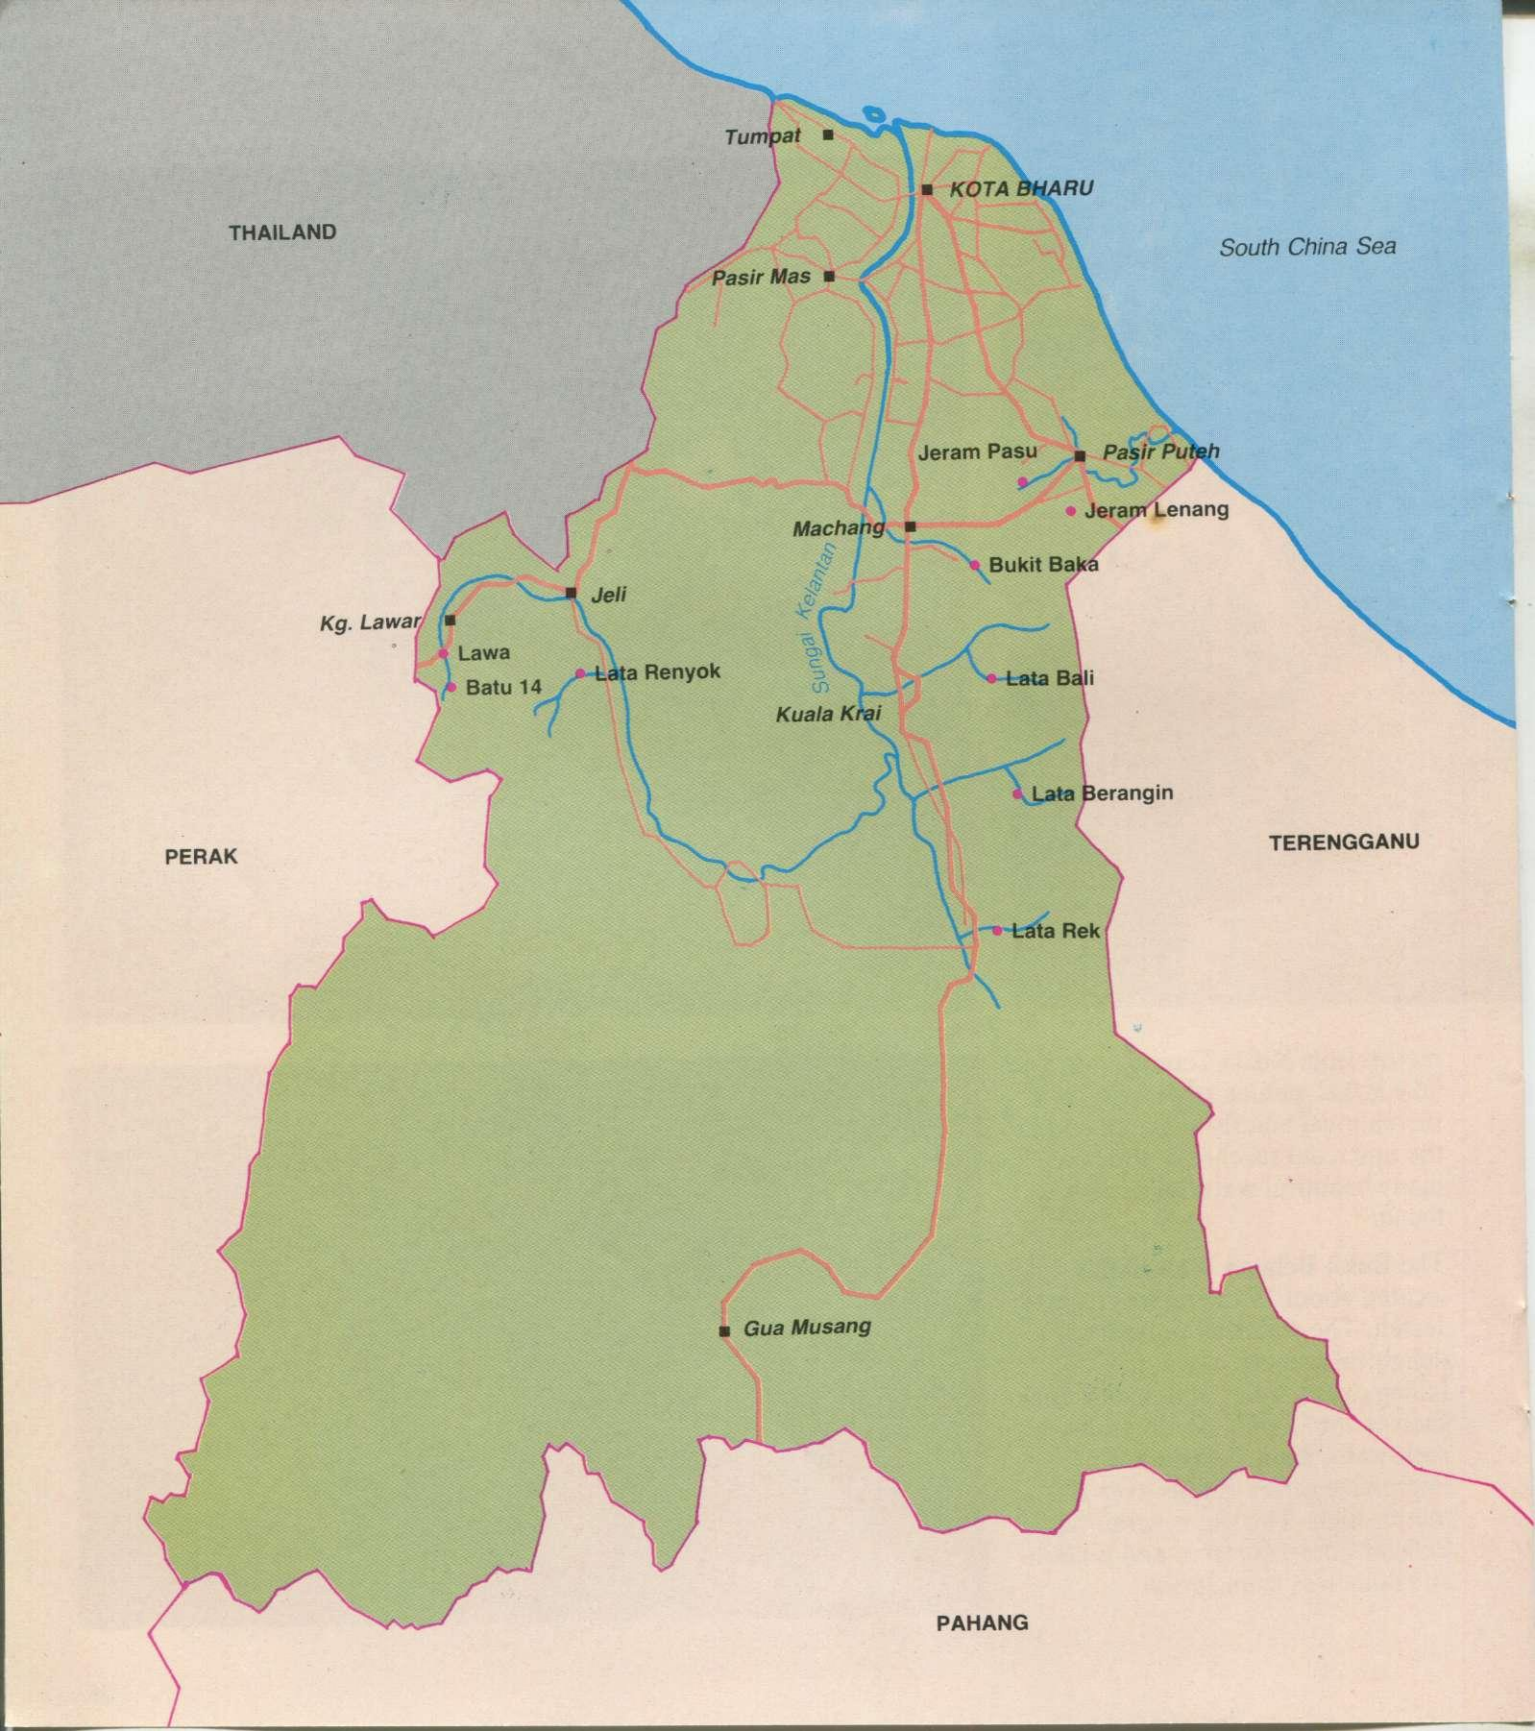 Tumpat
KOTA BHARU
THAILAND
South China Sea
Pasir Mas
Jeram Pasu
Pasir Puteh
Jeram Lenang
Machang
Bukit Baka
Sungai Kelantan
Jeli
Kg. Lawar
Lawa
Batu 14
Lata Renyok
Lata Bali
Kuala Krai
Lata Berangin
PERAK
TERENGGANU
Lata Rek
Gua Musang
PAHANG